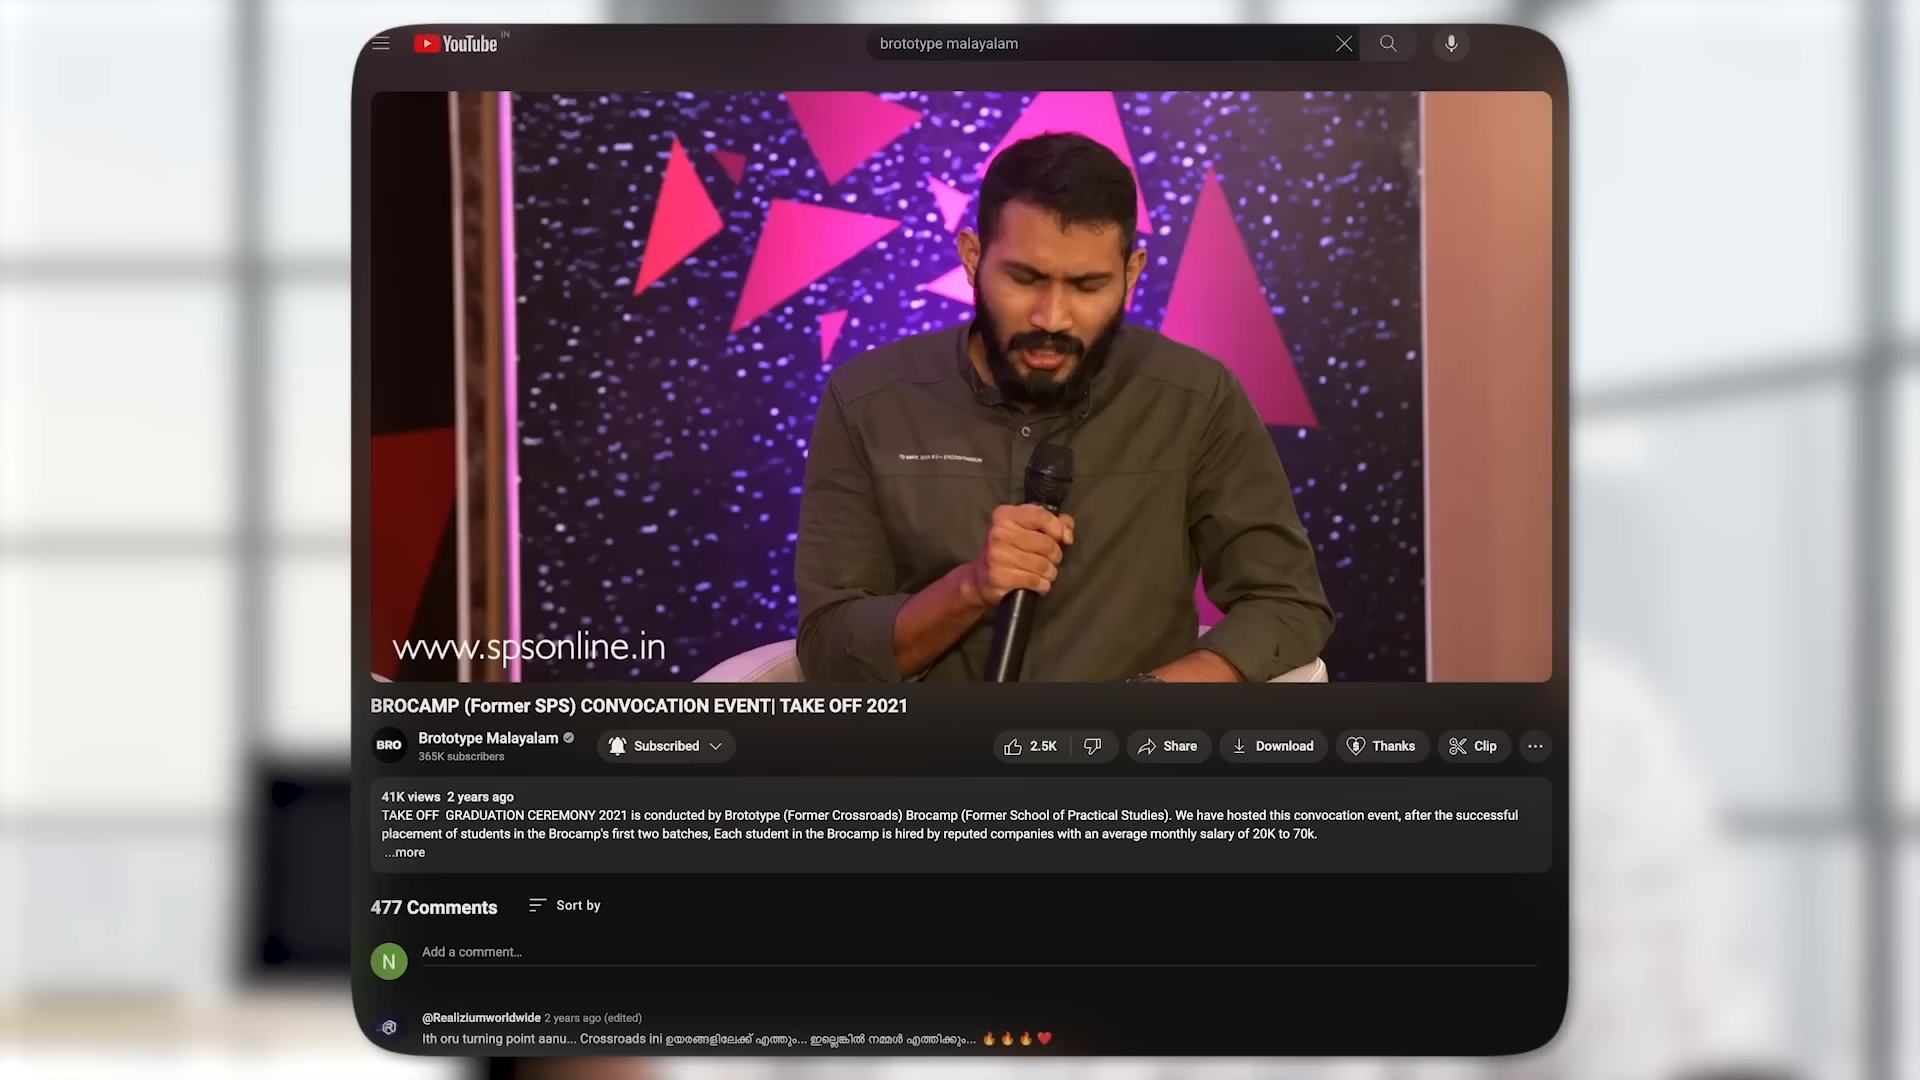 YouTube IN
brototype malayalam
www.spsonline.in
BROCAMP (Former SPS) CONVOCATION EVENT| TAKE OFF 2021
BRO
Brototype Malayalam
365K subscribers
Subscribed
2.5K
Share
Download
Thanks
Clip
41K views 2 years ago
TAKE OFF GRADUATION CEREMONY 2021 is conducted by Brototype (Former Crossroads) Brocamp (Former School of Practical Studies). We have hosted this convocation event, after the successful
placement of students in the Brocamp's first two batches, Each student in the Brocamp is hired by reputed companies with an average monthly salary of 20K to 70k.
...more
477 Comments
Sort by
N
Add a comment...
@Realiziumworldwide 2 years ago (edited)
Ith oru turning point aanu... Crossroads ini ഉയരങ്ങളിലേക്ക് എത്തും... ഇല്ലെങ്കിൽ നമ്മൾ എത്തിക്കും... 🔥🔥🔥❤️